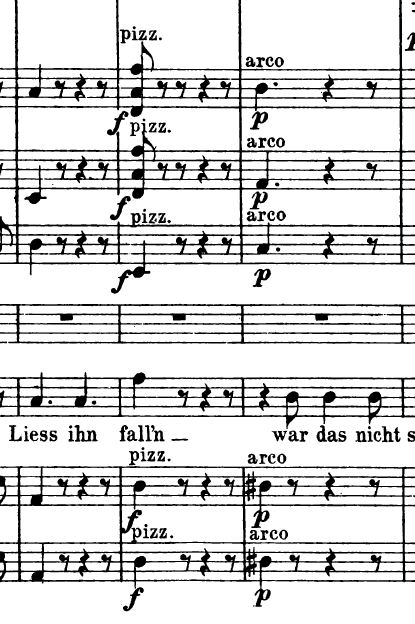 pizz.
arco
f
p
pizz.
arco
f
p
pizz.
arco
f
p
Liess ihn fall'n — war das nicht s
pizz.
arco
f
p
pizz.
arco
f
p